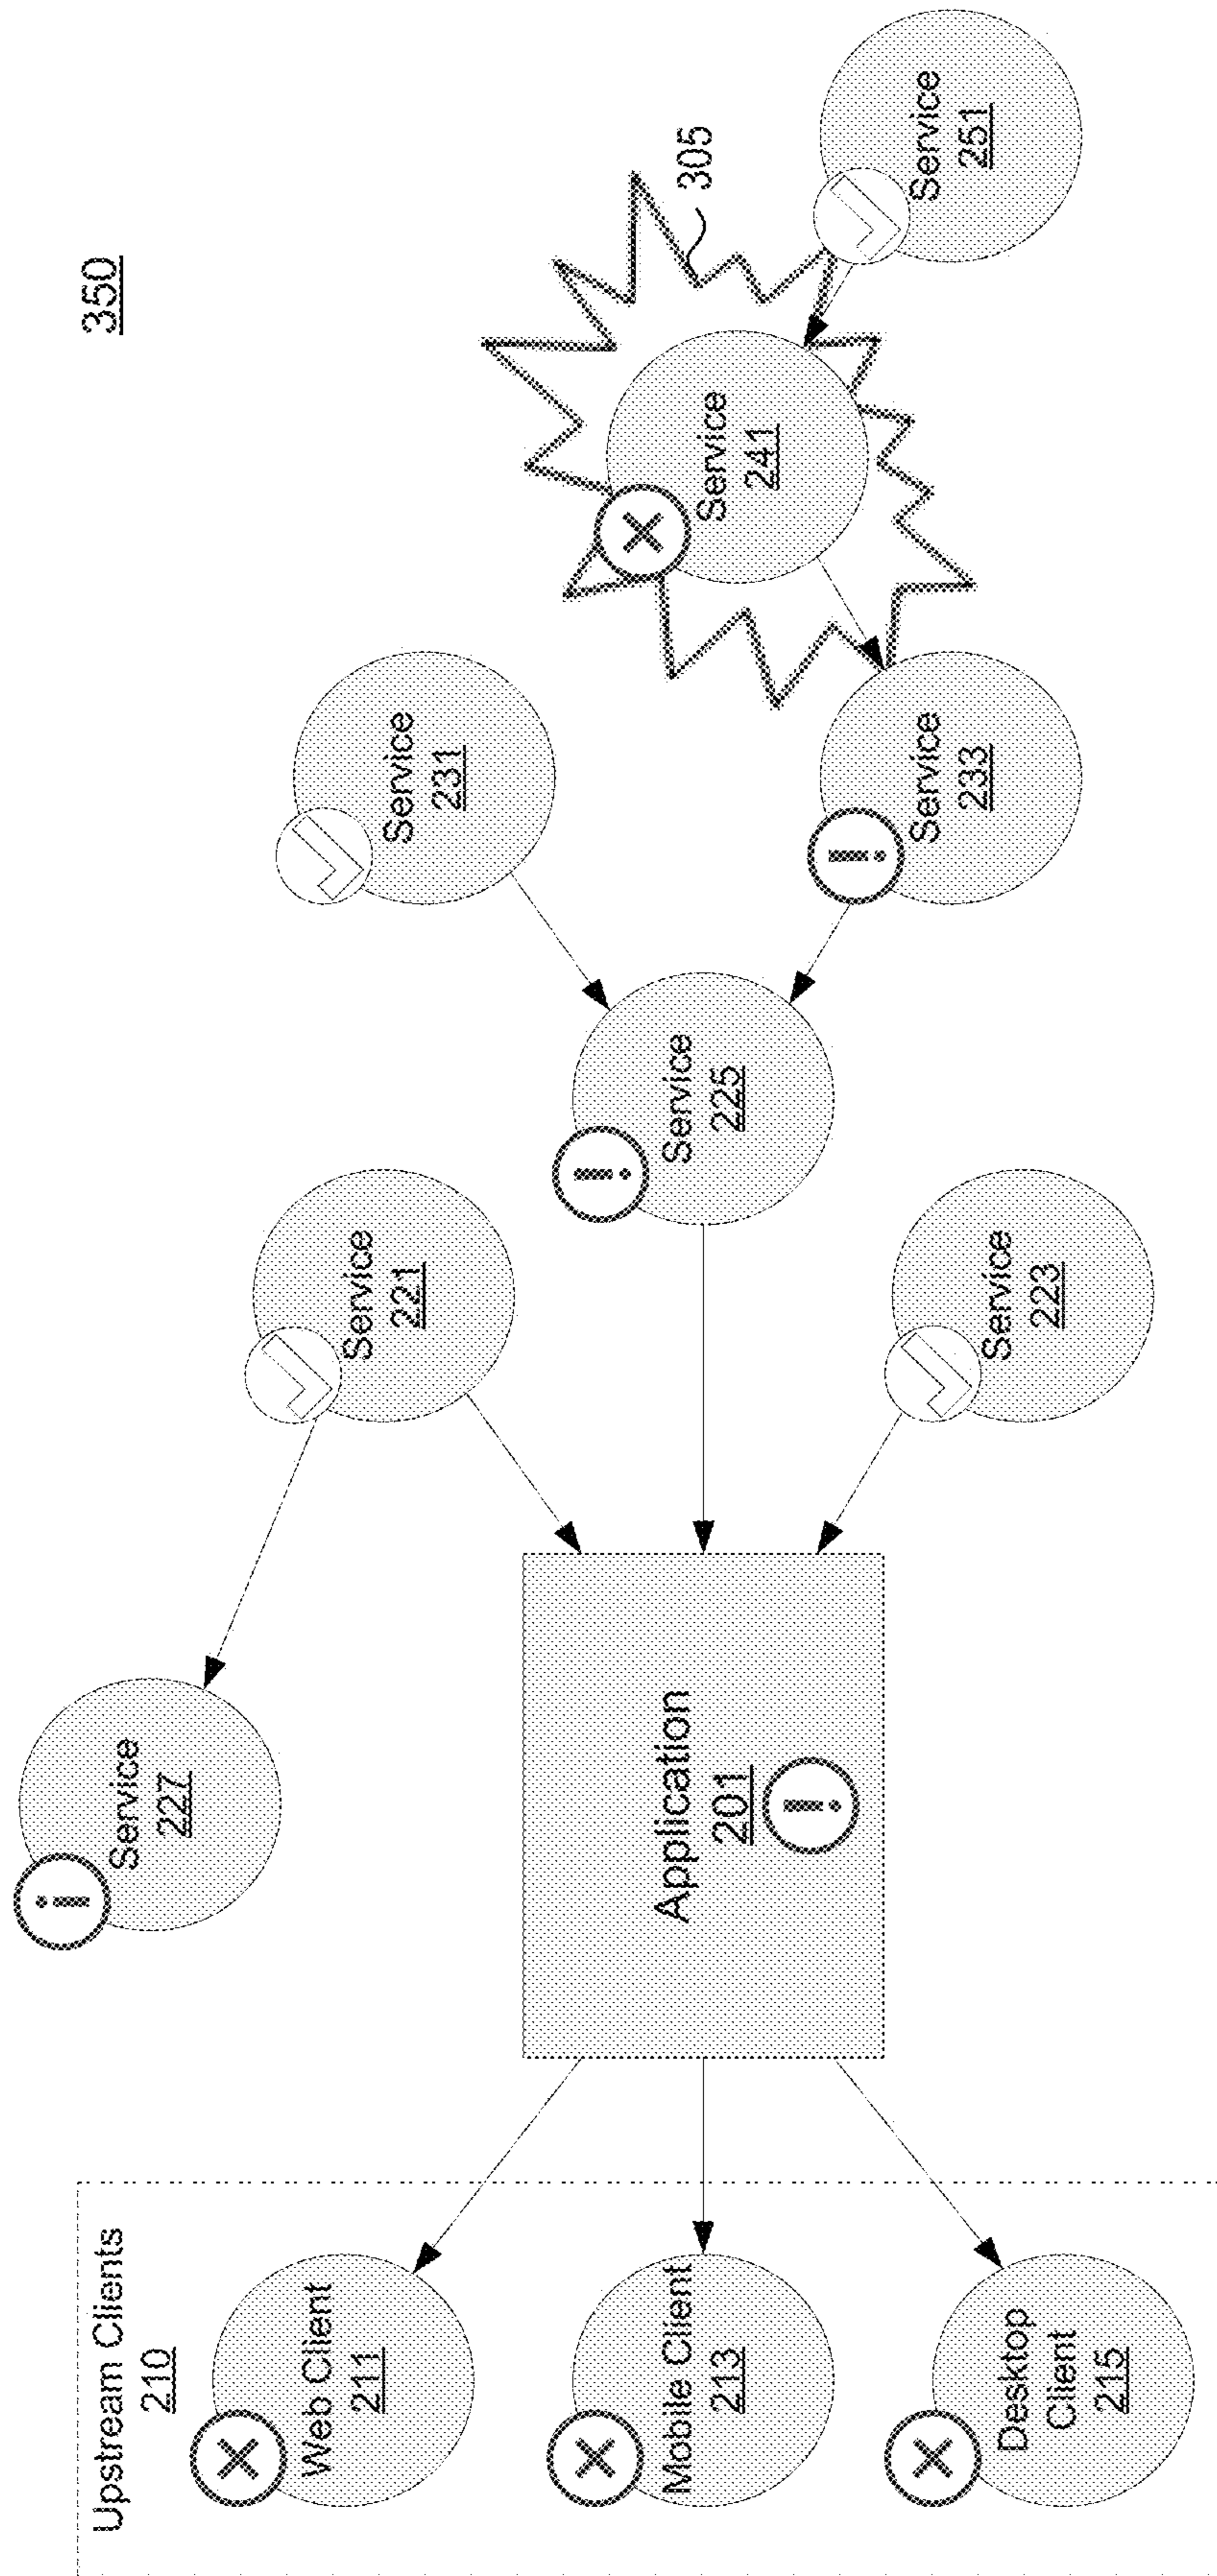 350
Upstream Clients
210
Web Client
211
Mobile Client
213
Desktop
Client
215
Application
201
Service
227
Service
221
Service
223
Service
225
Service
231
Service
233
Service
241
305
Service
251